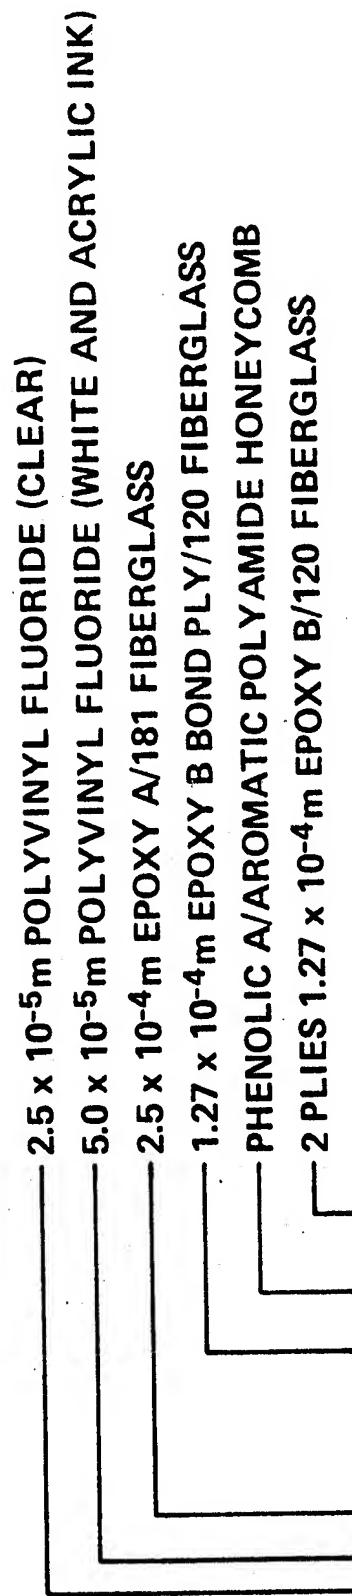 2.5 x 10⁻⁵m POLYVINYL FLUORIDE (CLEAR)
5.0 x 10⁻⁵m POLYVINYL FLUORIDE (WHITE AND ACRYLIC INK)
2.5 x 10⁻⁴m EPOXY A/181 FIBERGLASS
1.27 x 10⁻⁴m EPOXY B BOND PLY/120 FIBERGLASS
PHENOLIC A/AROMATIC POLYAMIDE HONEYCOMB
2 PLIES 1.27 x 10⁻⁴m EPOXY B/120 FIBERGLASS